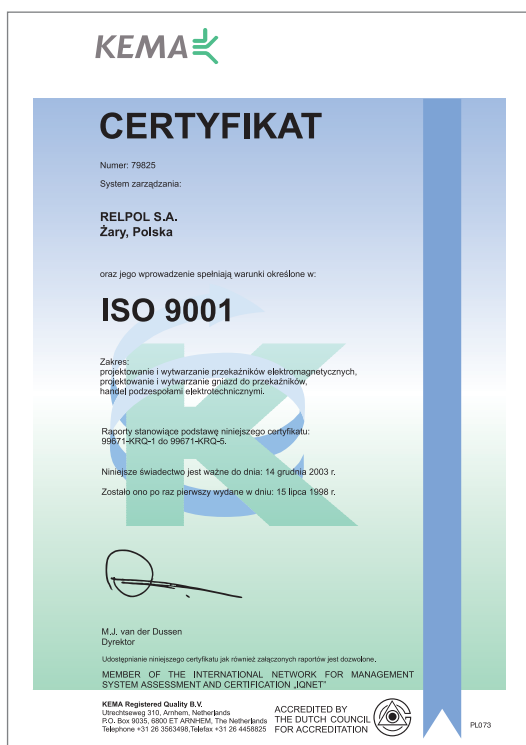 KEMA
CERTYFIKAT
Numer: 79825
System zarządzania:
RELPOL S.A.
Żary, Polska
oraz jego wprowadzenie spełniają warunki określone w:
ISO 9001
Zakres:
projektowanie i wytwarzanie przekaźników elektromagnetycznych,
projektowanie i wytwarzanie gniazd do przekaźników,
handel podzespołami elektrotechnicznymi.
Raporty stanowiące podstawę niniejszego certyfikatu:
99671-KRQ-1 do 99671-KRQ-5.
Niniejsze świadectwo jest ważne do dnia: 14 grudnia 2003 r.
Zostało ono po raz pierwszy wydane w dniu: 15 lipca 1998 r.
M.J. van der Dussen
Dyrektor
Udostępnianie niniejszego certyfikatu jak również załączonych raportów jest dozwolone.
MEMBER OF THE INTERNATIONAL NETWORK FOR MANAGEMENT
SYSTEM ASSESSMENT AND CERTIFICATION „IQNET”
KEMA Registered Quality B.V.
Utrechtseweg 310, Arnhem, Netherlands
P.O. Box 9035, 6800 ET ARNHEM, The Netherlands
Telephone +31 26 3563498,Telefax +31 26 4458825
ACCREDITED BY
THE DUTCH COUNCIL
FOR ACCREDITATION
PL073